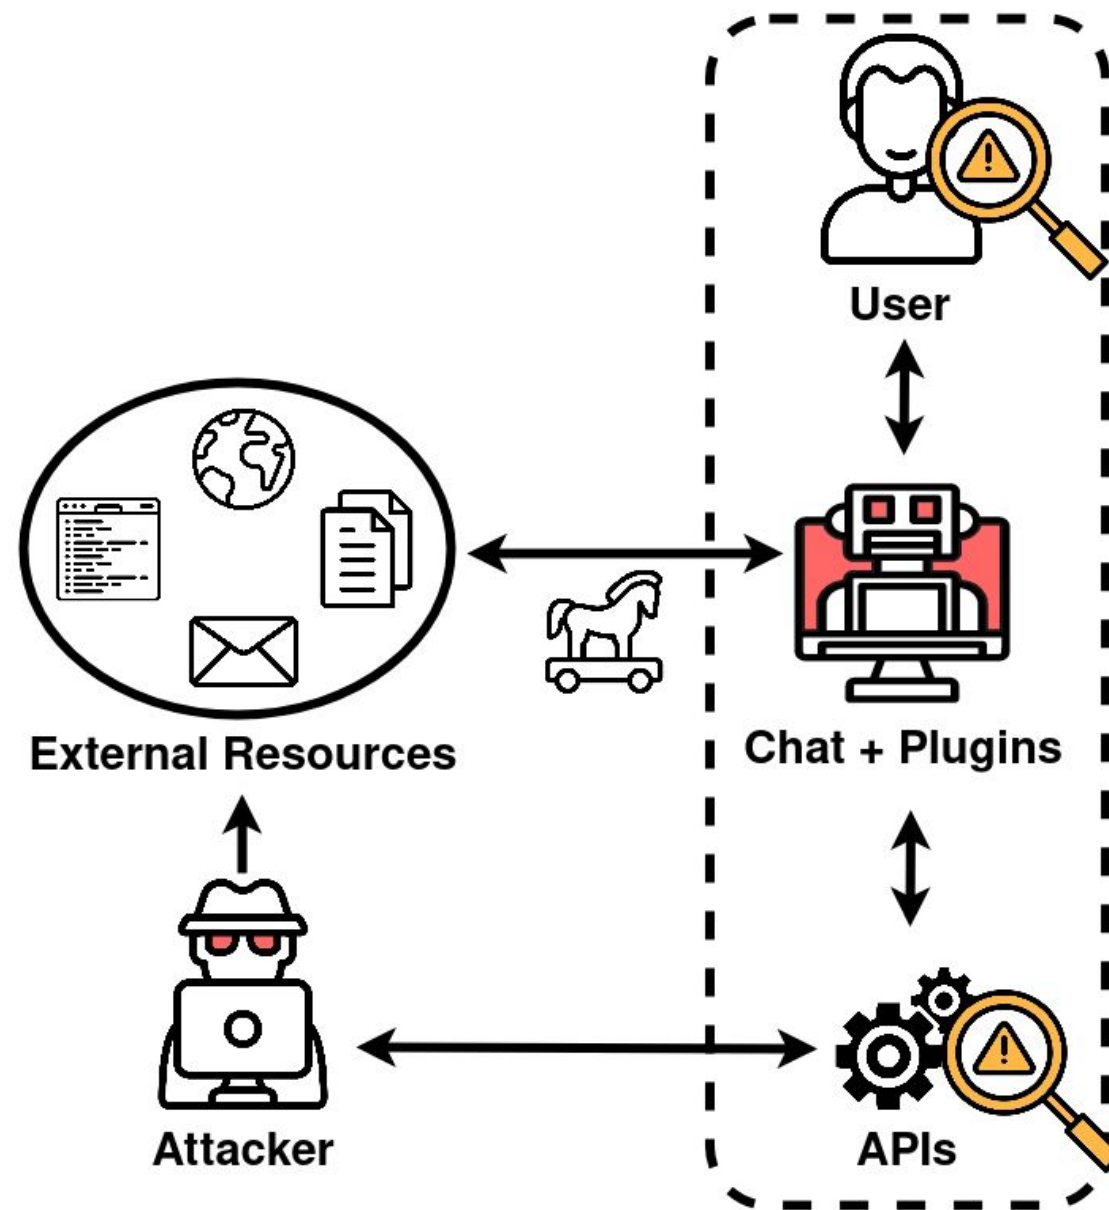 User
External Resources
Chat + Plugins
Attacker
APIs